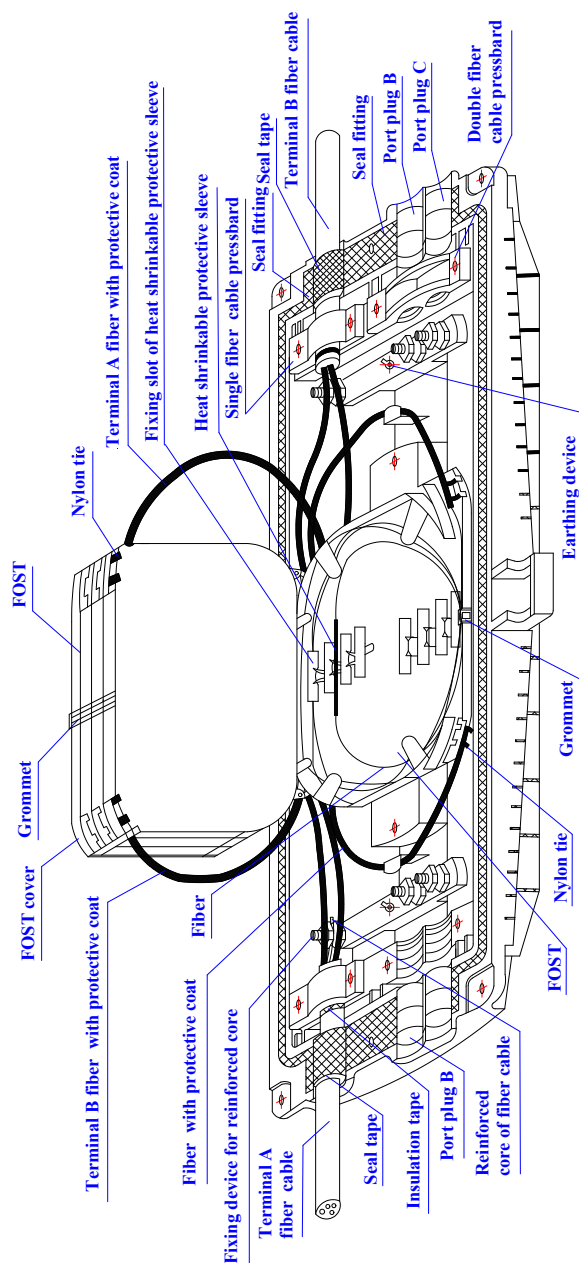 FOST cover
Grommet
FOST
Nylon tie
Terminal A fiber with protective coat
Fixing slot of heat shrinkable protective sleeve
Heat shrinkable protective sleeve
Single fiber cable pressbard
Seal fitting
Seal tape
Terminal B fiber cable
Seal fitting
Port plug B
Port plug C
Double fiber
cable pressbard
Terminal B fiber with protective coat
Fiber
Fiber with protective coat
Fixing device for reinforced core
Terminal A
fiber cable
Seal tape
Insulation tape
Port plug B
Reinforced
core of fiber cable
FOST
Nylon tie
Grommet
Earthing device